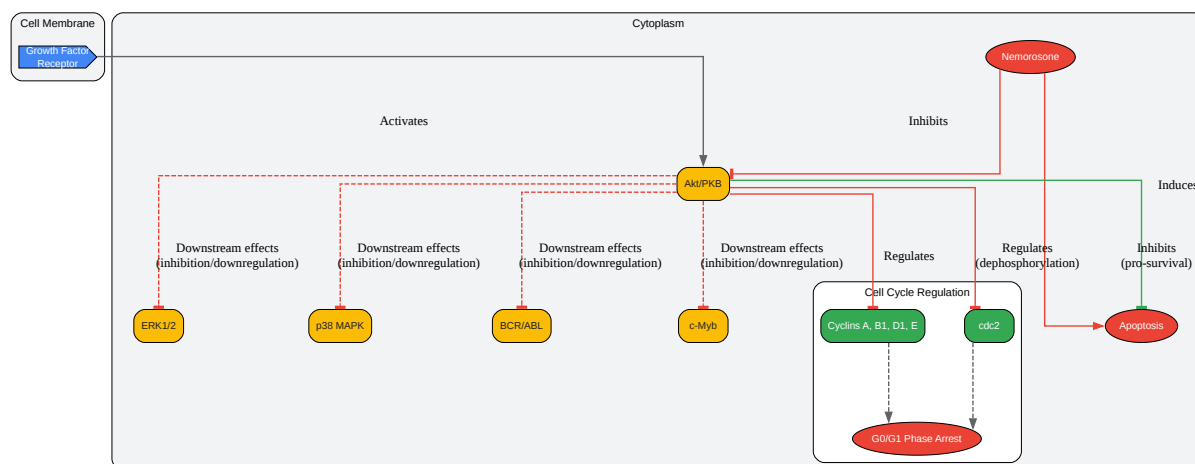 Cell Membrane
Cytoplasm
Growth Factor
Receptor
Nemorosone
Activates
Inhibits
Akt/PKB
Induces
Downstream effects
(inhibition/downregulation)
Downstream effects
(inhibition/downregulation)
Downstream effects
(inhibition/downregulation)
Downstream effects
(inhibition/downregulation)
Regulates
Regulates
(dephosphorylation)
Inhibits
(pro-survival)
Cell Cycle Regulation
ERK1/2
p38 MAPK
BCR/ABL
c-Myb
Cyclins A, B1, D1, E
cdc2
Apoptosis
G0/G1 Phase Arrest